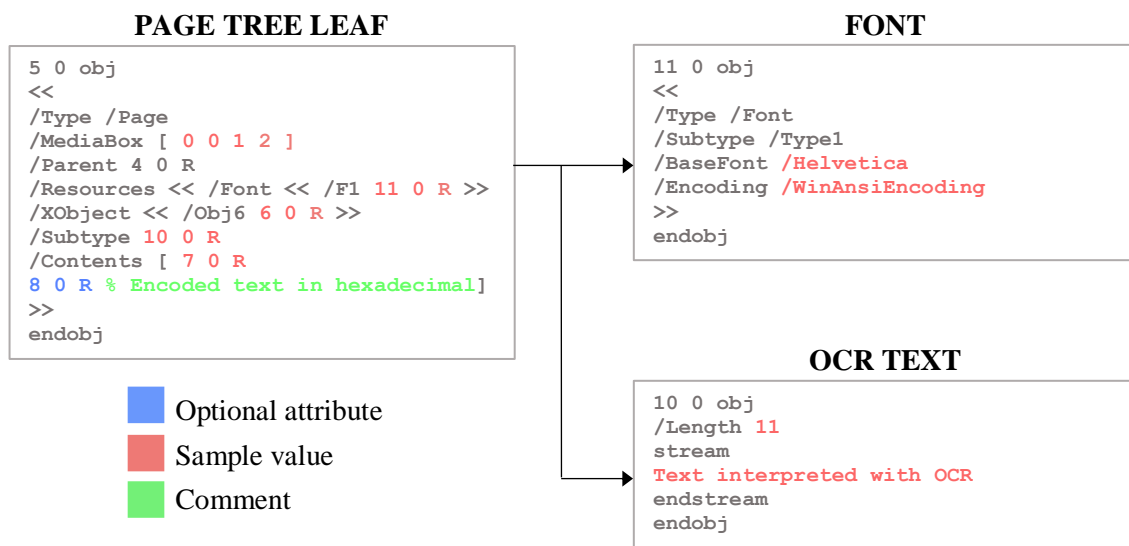 PAGE TREE LEAF
5 0 obj
<<
/Type /Page
/MediaBox [ 0 0 1 2 ]
/Parent 4 0 R
/Resources << /Font << /F1 11 0 R >>
/XObject << /Obj6 6 0 R >>
/Subtype 10 0 R
/Contents [ 7 0 R
8 0 R % Encoded text in hexadecimal]
>>
endobj
Optional attribute
Sample value
Comment
FONT
11 0 obj
<<
/Type /Font
/Subtype /Type1
/BaseFont /Helvetica
/Encoding /WinAnsiEncoding
>>
endobj
OCR TEXT
10 0 obj
/Length 11
stream
Text interpreted with OCR
endstream
endobj